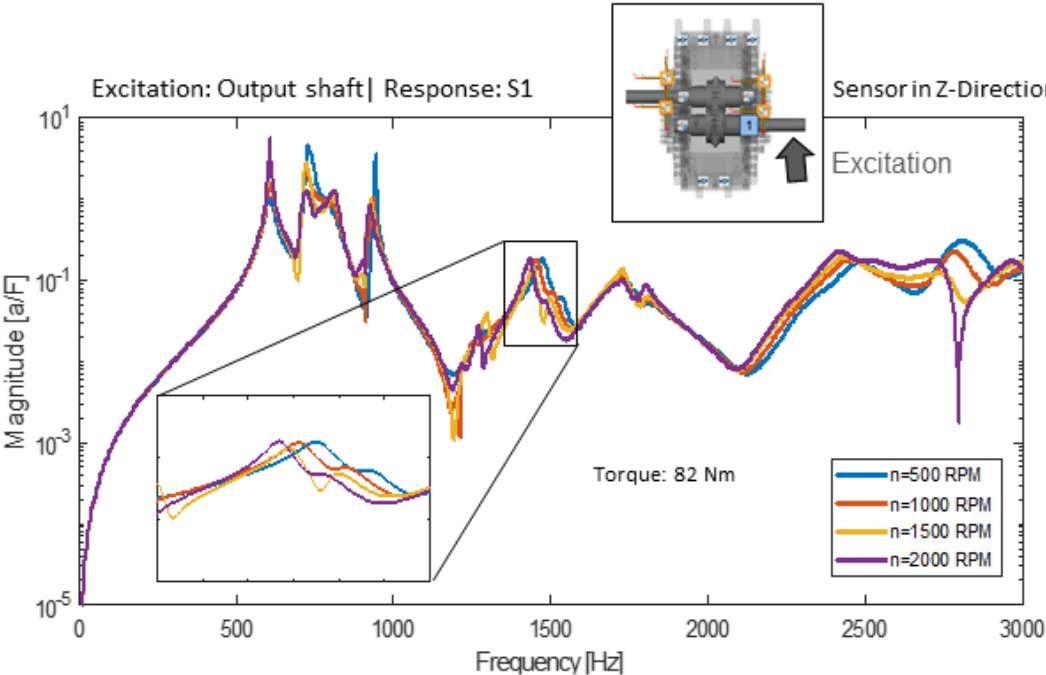 Excitation: Output shaft| Response: S1
Sensor in Z-Direction
1
Excitation
10^1
10^-1
10^-3
10^-5
Magnitude [a/F]
Torque: 82 Nm
n=500 RPM
n=1000 RPM
n=1500 RPM
n=2000 RPM
0 500 1000 1500 2000 2500 3000
Frequency [Hz]